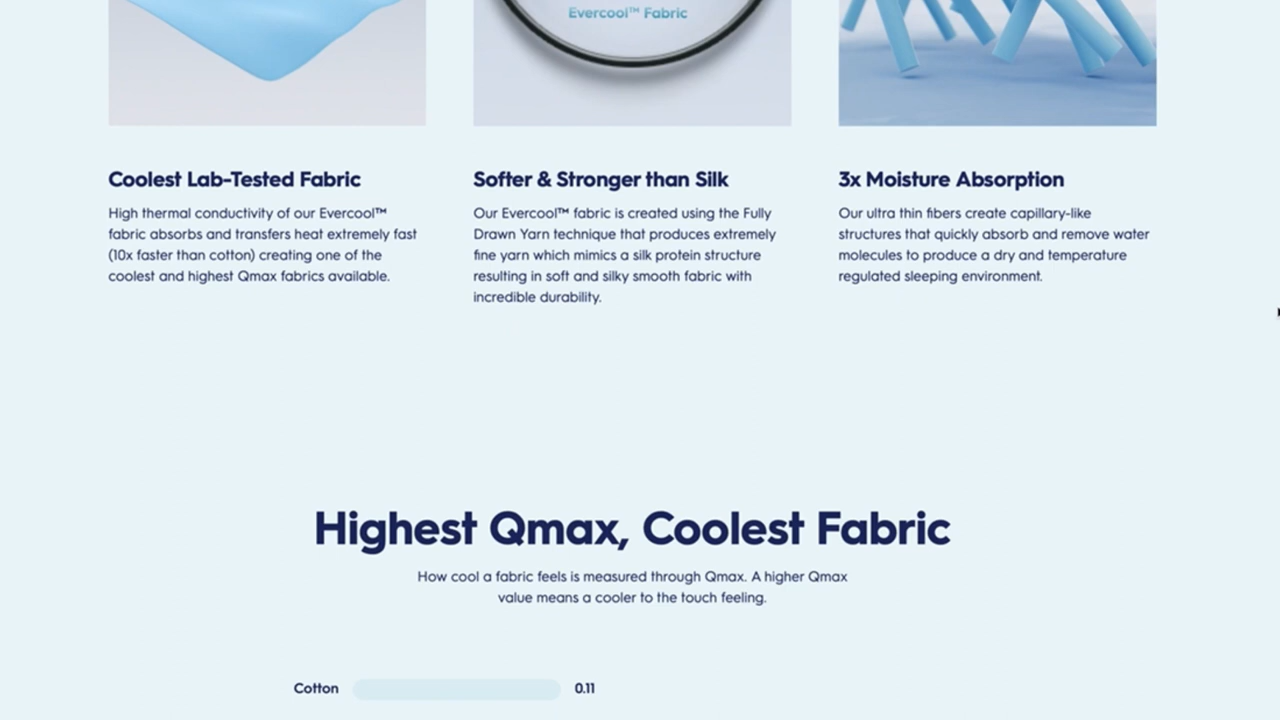 Evercool™ Fabric
Coolest Lab-Tested Fabric
High thermal conductivity of our Evercool™
fabric absorbs and transfers heat extremely fast
(10x faster than cotton) creating one of the
coolest and highest Qmax fabrics available.
Softer & Stronger than Silk
Our Evercool™ fabric is created using the Fully
Drawn Yarn technique that produces extremely
fine yarn which mimics a silk protein structure
resulting in soft and silky smooth fabric with
incredible durability.
3x Moisture Absorption
Our ultra thin fibers create capillary-like
structures that quickly absorb and remove water
molecules to produce a dry and temperature
regulated sleeping environment.
Highest Qmax, Coolest Fabric
How cool a fabric feels is measured through Qmax. A higher Qmax
value means a cooler to the touch feeling.
Cotton 0.11